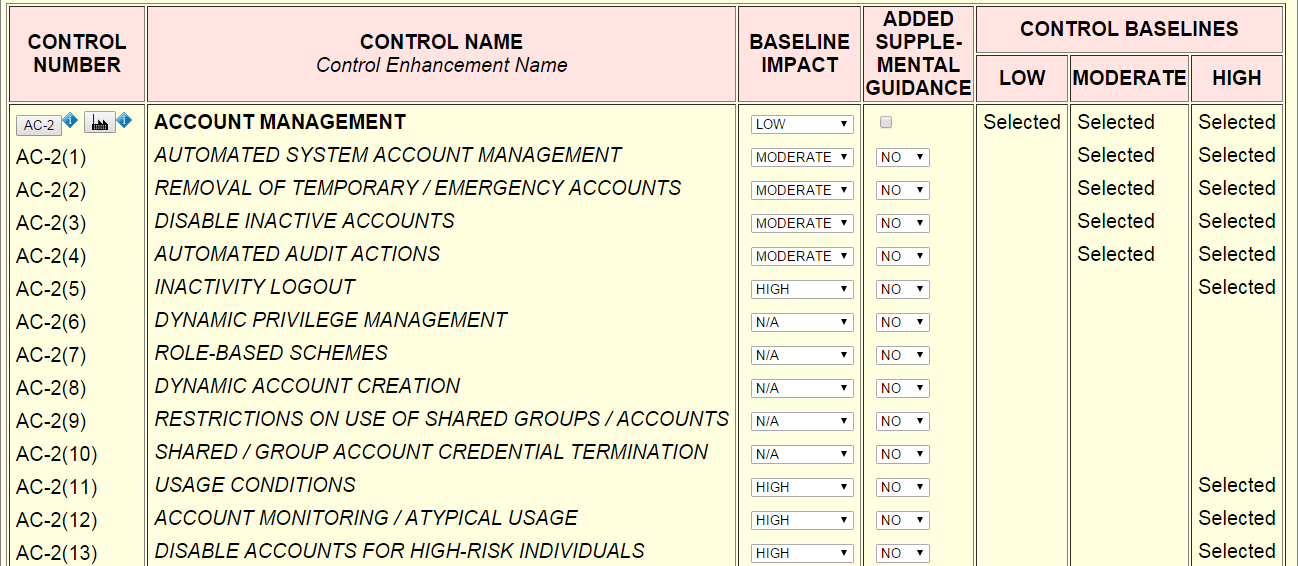 CONTROL NUMBER CONTROL NAME Control Enhancement Name BASELINE IMPACT ADDED SUPPLE-MENTAL GUIDANCE CONTROL BASELINES
LOW MODERATE HIGH
AC-2 ACCOUNT MANAGEMENT LOW Selected Selected Selected
AC-2(1) AUTOMATED SYSTEM ACCOUNT MANAGEMENT MODERATE NO Selected Selected
AC-2(2) REMOVAL OF TEMPORARY / EMERGENCY ACCOUNTS MODERATE NO Selected Selected
AC-2(3) DISABLE INACTIVE ACCOUNTS MODERATE NO Selected Selected
AC-2(4) AUTOMATED AUDIT ACTIONS MODERATE NO Selected Selected
AC-2(5) INACTIVITY LOGOUT HIGH NO Selected
AC-2(6) DYNAMIC PRIVILEGE MANAGEMENT N/A NO
AC-2(7) ROLE-BASED SCHEMES N/A NO
AC-2(8) DYNAMIC ACCOUNT CREATION N/A NO
AC-2(9) RESTRICTIONS ON USE OF SHARED GROUPS / ACCOUNTS N/A NO
AC-2(10) SHARED / GROUP ACCOUNT CREDENTIAL TERMINATION N/A NO
AC-2(11) USAGE CONDITIONS HIGH NO Selected
AC-2(12) ACCOUNT MONITORING / ATYPICAL USAGE HIGH NO Selected
AC-2(13) DISABLE ACCOUNTS FOR HIGH-RISK INDIVIDUALS HIGH NO Selected